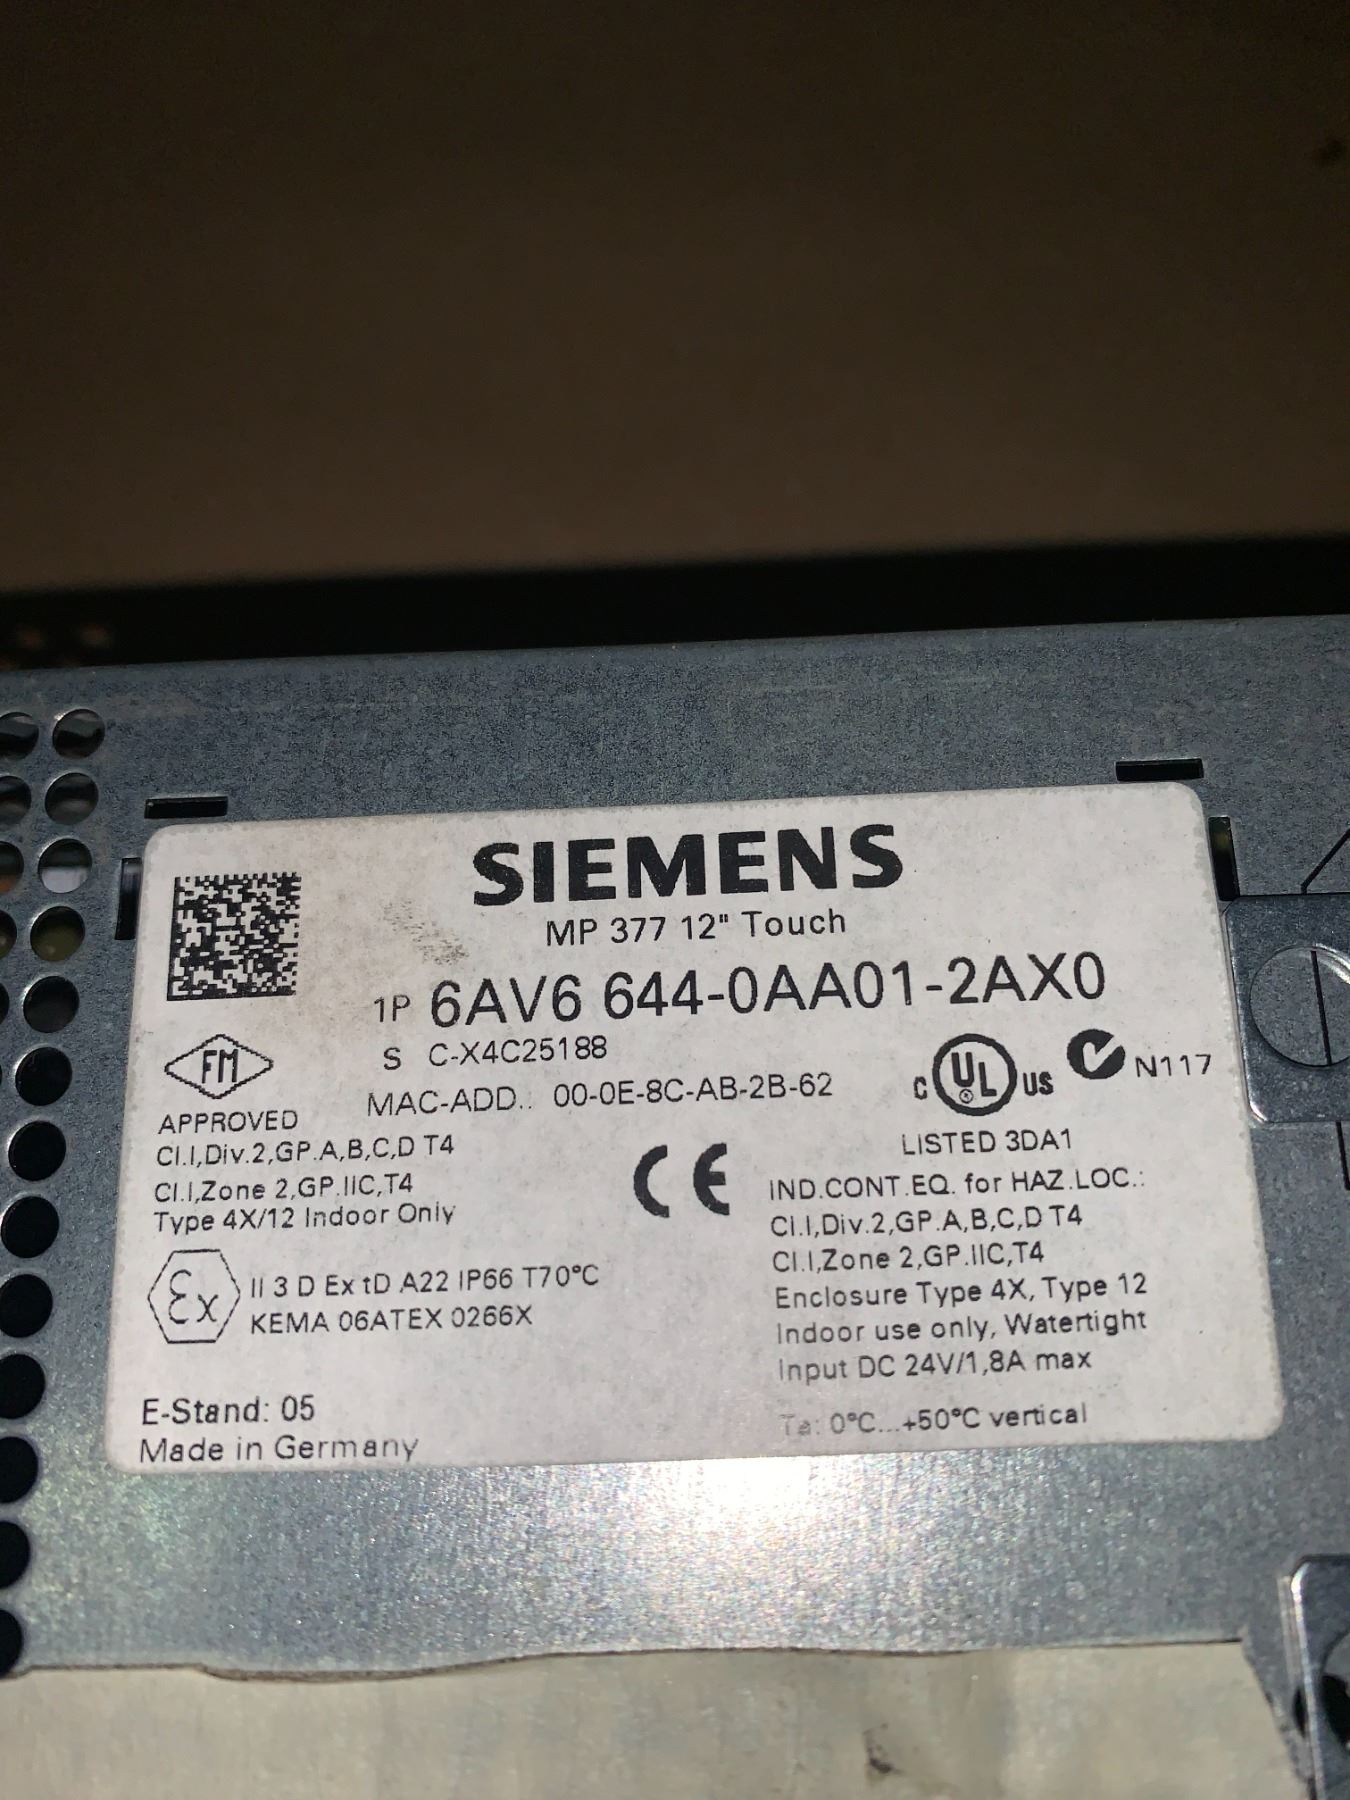 SIEMENS
MP 377 12" Touch
1P 6AV6 644-0AA01-2AX0
S C-X4C25188
MAC-ADD.: 00-0E-8C-AB-2B-62
FM
APPROVED
Cl.I,Div.2,GP.A,B,C,D T4
Cl.I,Zone 2,GP.IIC,T4
Type 4X/12 Indoor Only
Ex II 3 D Ex tD A22 IP66 T70°C
KEMA 06ATEX 0266X
E-Stand: 05
Made in Germany
CE
C UL ® US N117
LISTED 3DA1
IND.CONT.EQ. for HAZ.LOC.:
Cl.I,Div.2,GP.A,B,C,D T4
Cl.I,Zone 2,GP.IIC,T4
Enclosure Type 4X, Type 12
Indoor use only, Watertight
Input DC 24V/1,8A max
Ta: 0°C...+50°C vertical